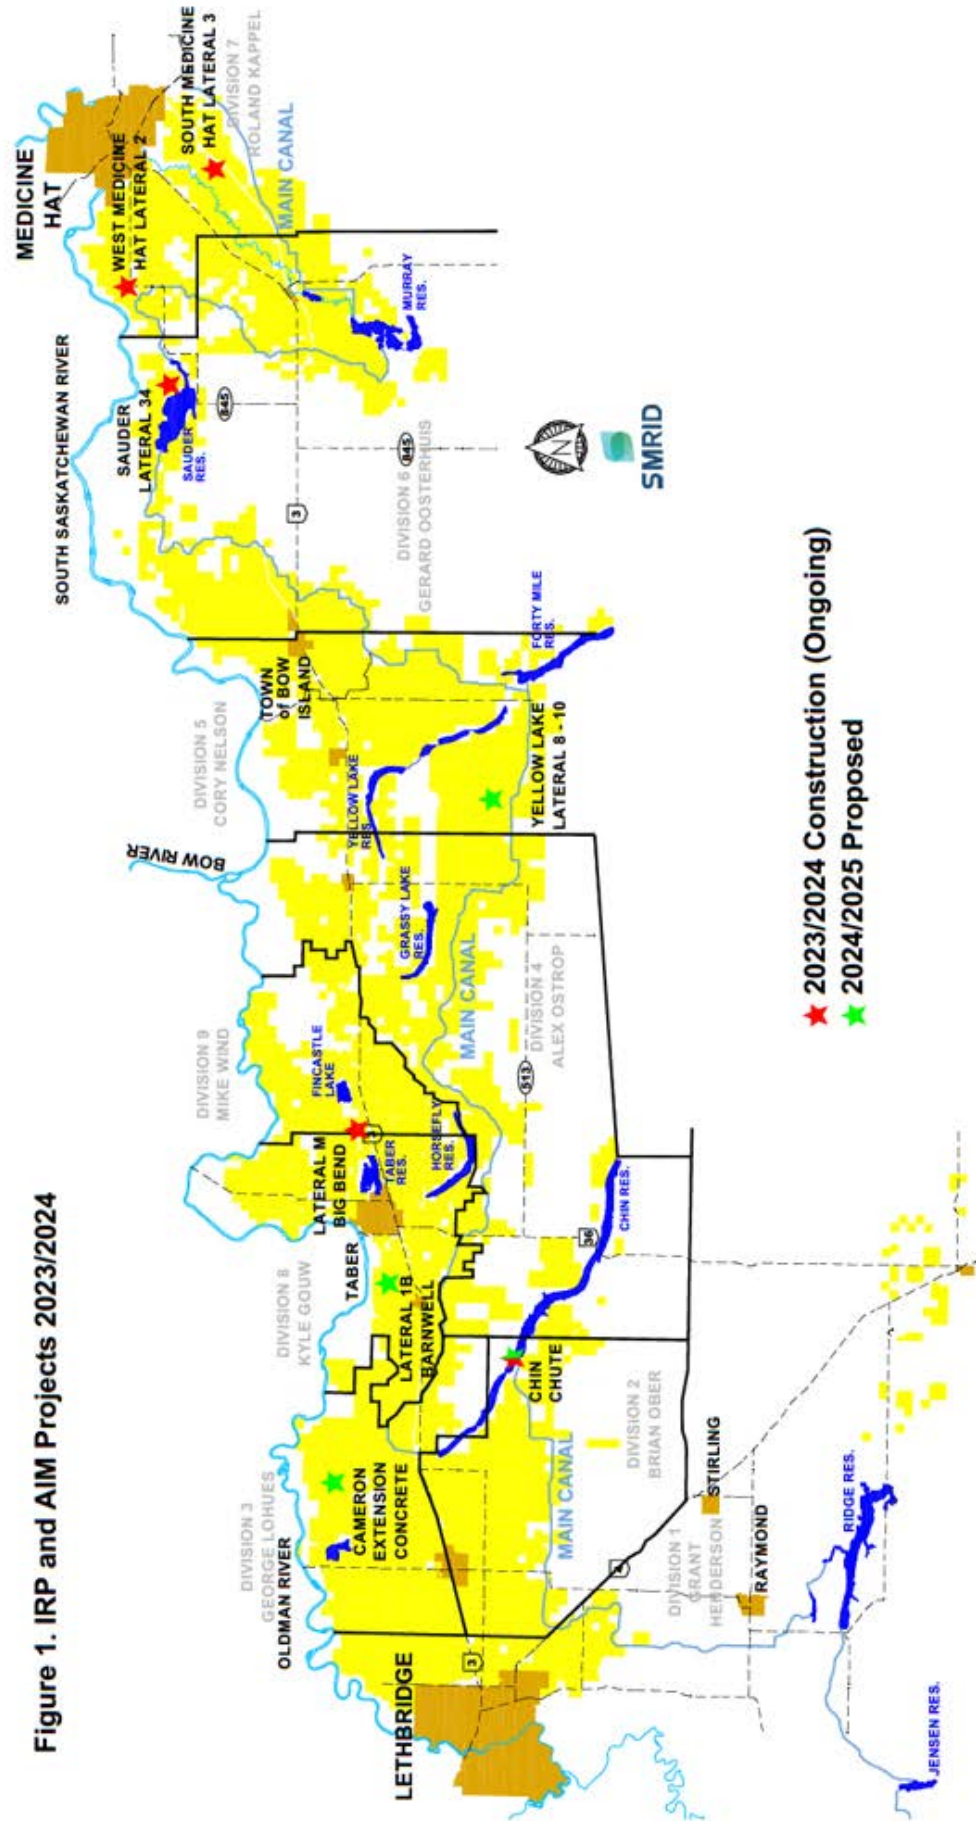 Figure 1. IRP and AIM Projects 2023/2024
MEDICINE
HAT
WEST MEDICINE
HAT LATERAL 2
SOUTH MEDICINE
HAT LATERAL 3
DIVISION 7
ROLAND KAPPEL
MAIN CANAL
SOUTH SASKATCHEWAN RIVER
SAUDER
LATERAL 34
SAUDER
RES.
MURRAY
RES.
845
845
3
DIVISION 6
GERARD OOSTERHUIS
N
SMRID
TOWN
of BOW
ISLAND
FORTY MILE
RES.
DIVISION 5
CORY NELSON
BOW RIVER
YELLOW LAKE
RES.
YELLOW LAKE
LATERAL 8 - 10
GRASSY LAKE
RES.
MAIN CANAL
DIVISION 4
ALEX OSTROP
513
DIVISION 9
MIKE WIND
FINCASTLE
LAKE
LATERAL M
BIG BEND
3
TABER
RES.
HORSEFLY
RES.
TABER
DIVISION 8
KYLE GOUW
LATERAL 1B
BARNWELL
CHIN RES.
36
CHIN
CHUTE
DIVISION 2
BRIAN OBER
DIVISION 3
GEORGE LOHUES
OLDMAN RIVER
CAMERON
EXTENSION
CONCRETE
MAIN CANAL
LETHBRIDGE
3
4
DIVISION 1
GRANT
HENDERSON
STIRLING
RAYMOND
RIDGE RES.
JENSEN RES.
2023/2024 Construction (Ongoing)
2024/2025 Proposed